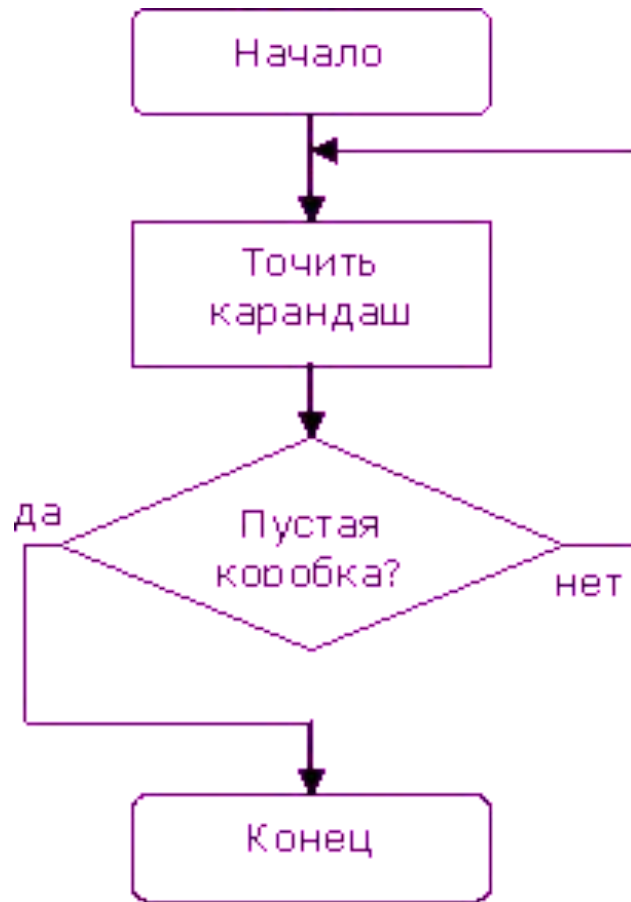 Начало
Точить
карандаш
да
Пустая
коробка?
нет
Конец